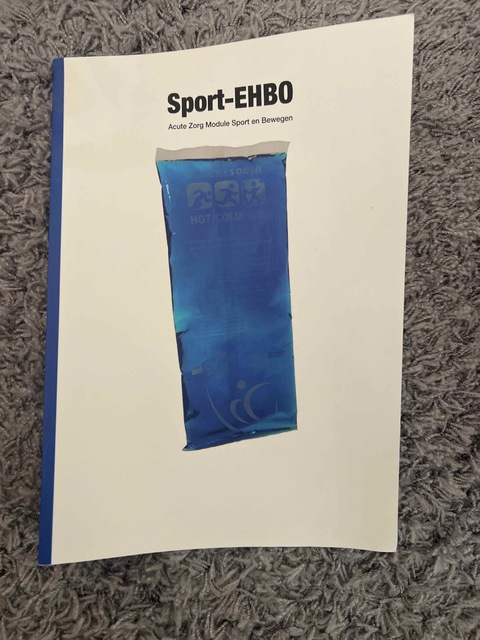 Sport-EHBO
Acute Zorg Module Sport en Bewegen
HOT COLD